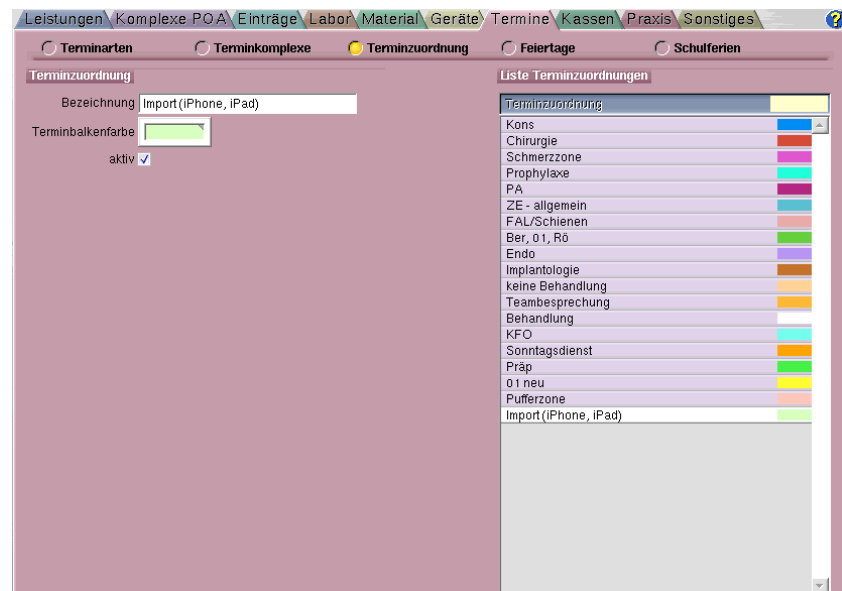 Leistungen Komplexe POA Einträge Labor Material Geräte Termine Kassen Praxis Sonstiges ?
Terminarten Terminkomplexe Terminzuordnung Feiertage Schulferien
Terminzuordnung
Bezeichnung Import (iPhone, iPad)
Terminbalkenfarbe
aktiv
Liste Terminzuordnungen
Terminzuordnung
Kons
Chirurgie
Schmerzzone
Prophylaxe
PA
ZE - allgemein
FAL/Schienen
Ber, 01, Rö
Endo
Implantologie
keine Behandlung
Teambesprechung
Behandlung
KFO
Sonntagsdienst
Präp
01 neu
Pufferzone
Import (iPhone, iPad)